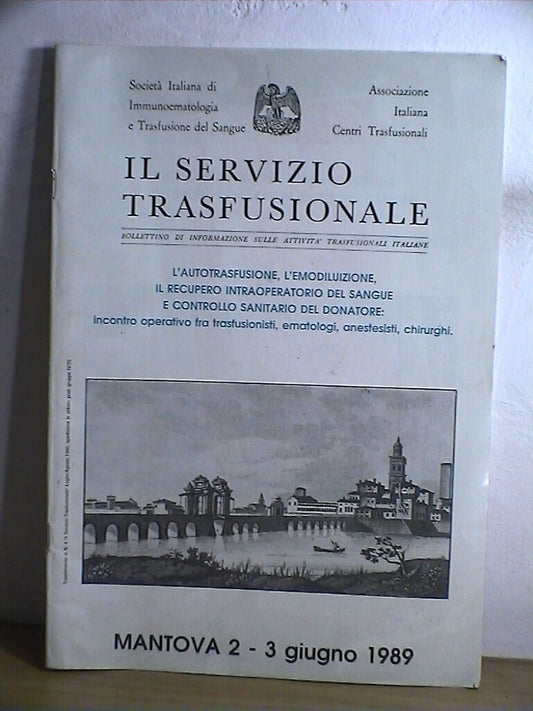 Società Italiana di
Immunoematologia
e Trasfusione del Sangue
Associazione
Italiana
Centri Trasfusionali
IL SERVIZIO
TRASFUSIONALE
BOLLETTINO DI INFORMAZIONE SULLE ATTIVITA' TRASFUSIONALI ITALIANE
L'AUTOTRASFUSIONE, L'EMODILUIZIONE,
IL RECUPERO INTRAOPERATORIO DEL SANGUE
E CONTROLLO SANITARIO DEL DONATORE:
incontro operativo fra trasfusionisti, ematologi, anestesisti, chirurghi.
MANTOVA 2 - 3 giugno 1989